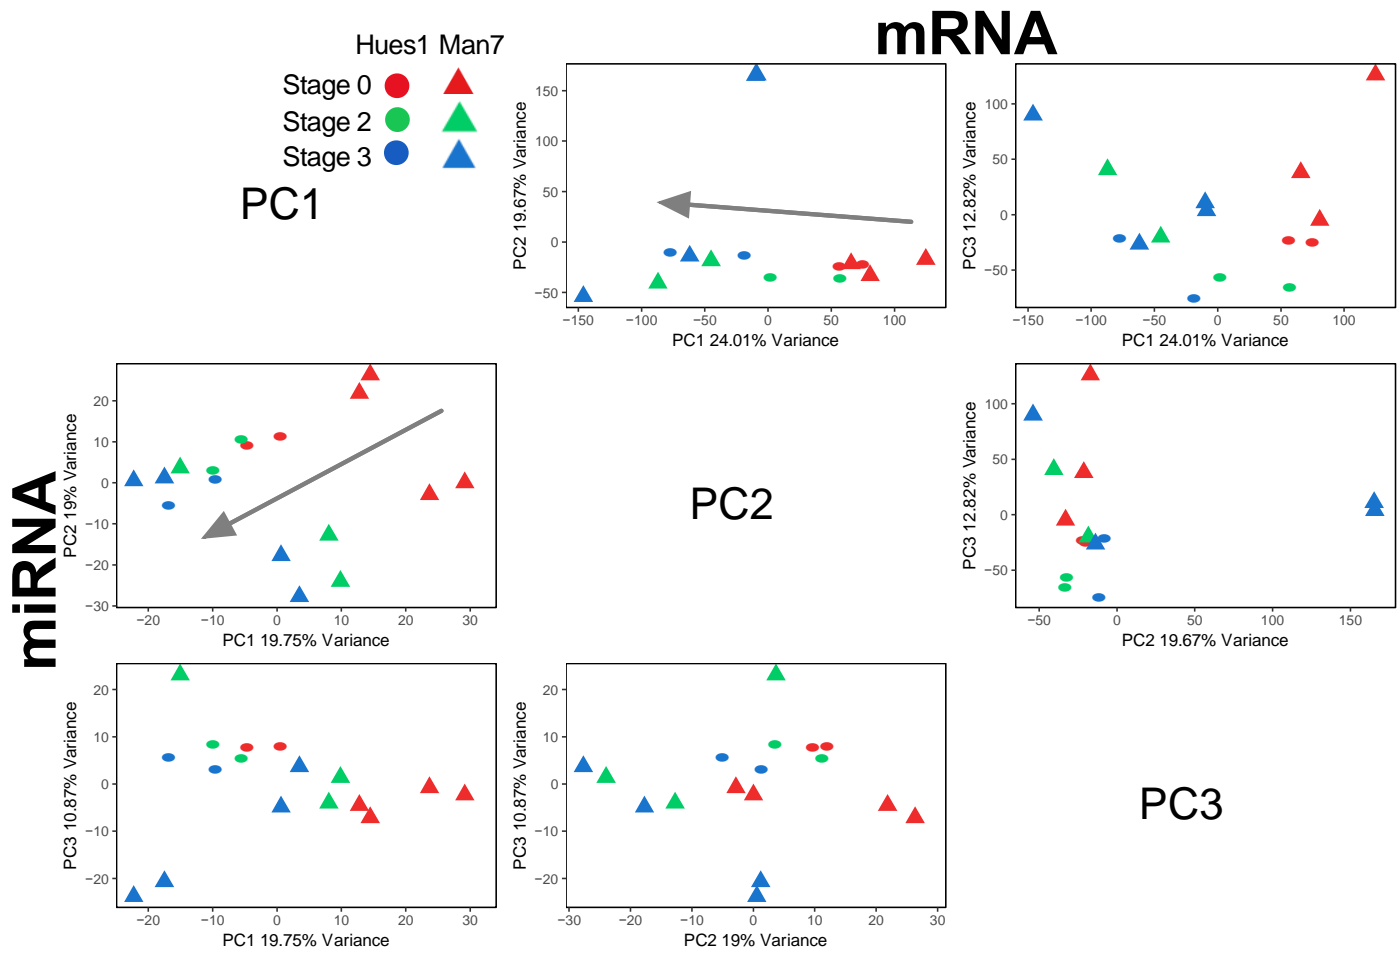 mRNA
Hues1 Man7
Stage 0
Stage 2
Stage 3
PC1
150
100
50
0
−50
PC2 19.67% Variance
−150 −100 −50 0 50 100
PC1 24.01% Variance
100
50
0
−50
PC3 12.82% Variance
−150 −100 −50 0 50 100
PC1 24.01% Variance
miRNA
20
10
0
−10
−20
−30
PC2 19% Variance
−20 −10 0 10 20 30
PC1 19.75% Variance
PC2
100
50
0
−50
PC3 12.82% Variance
−50 0 50 100 150
PC2 19.67% Variance
20
10
0
−10
−20
PC3 10.87% Variance
−20 −10 0 10 20 30
PC1 19.75% Variance
20
10
0
−10
−20
PC3 10.87% Variance
−30 −20 −10 0 10 20 30
PC2 19% Variance
PC3